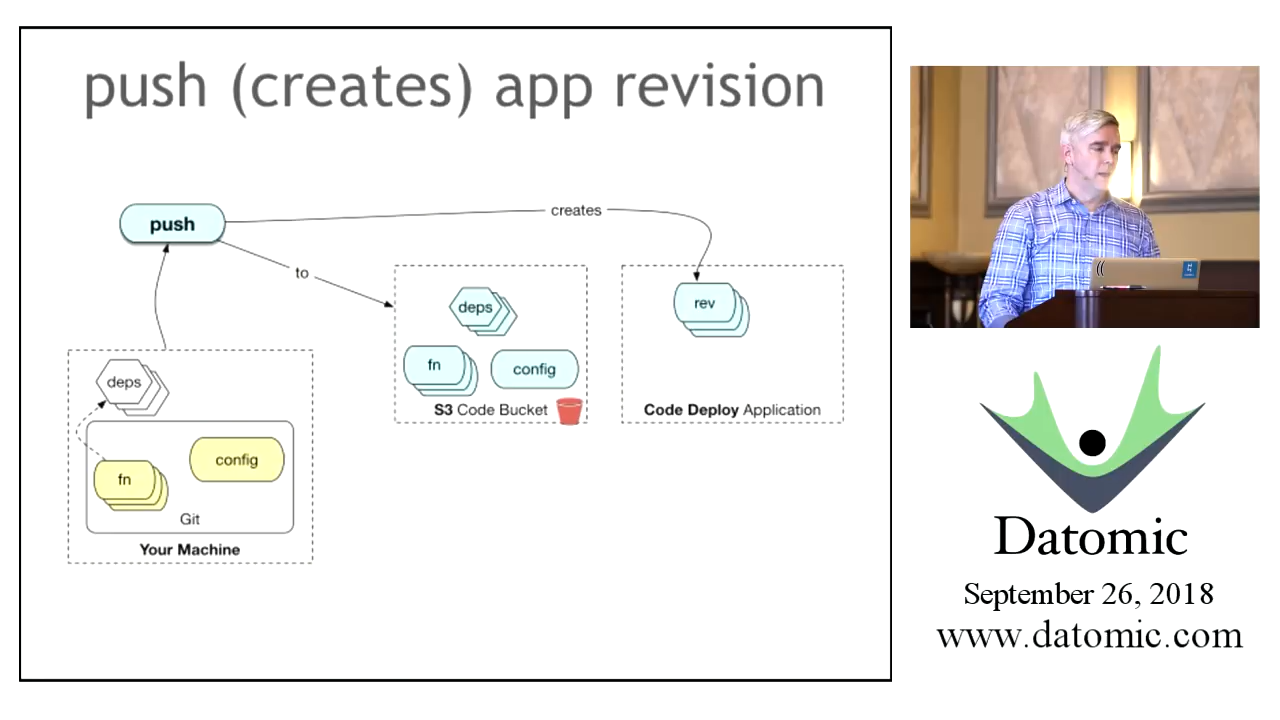 push (creates) app revision
push
creates
to
deps
fn
config
S3 Code Bucket
rev
Code Deploy Application
deps
config
fn
Git
Your Machine
Datomic
September 26, 2018
www.datomic.com